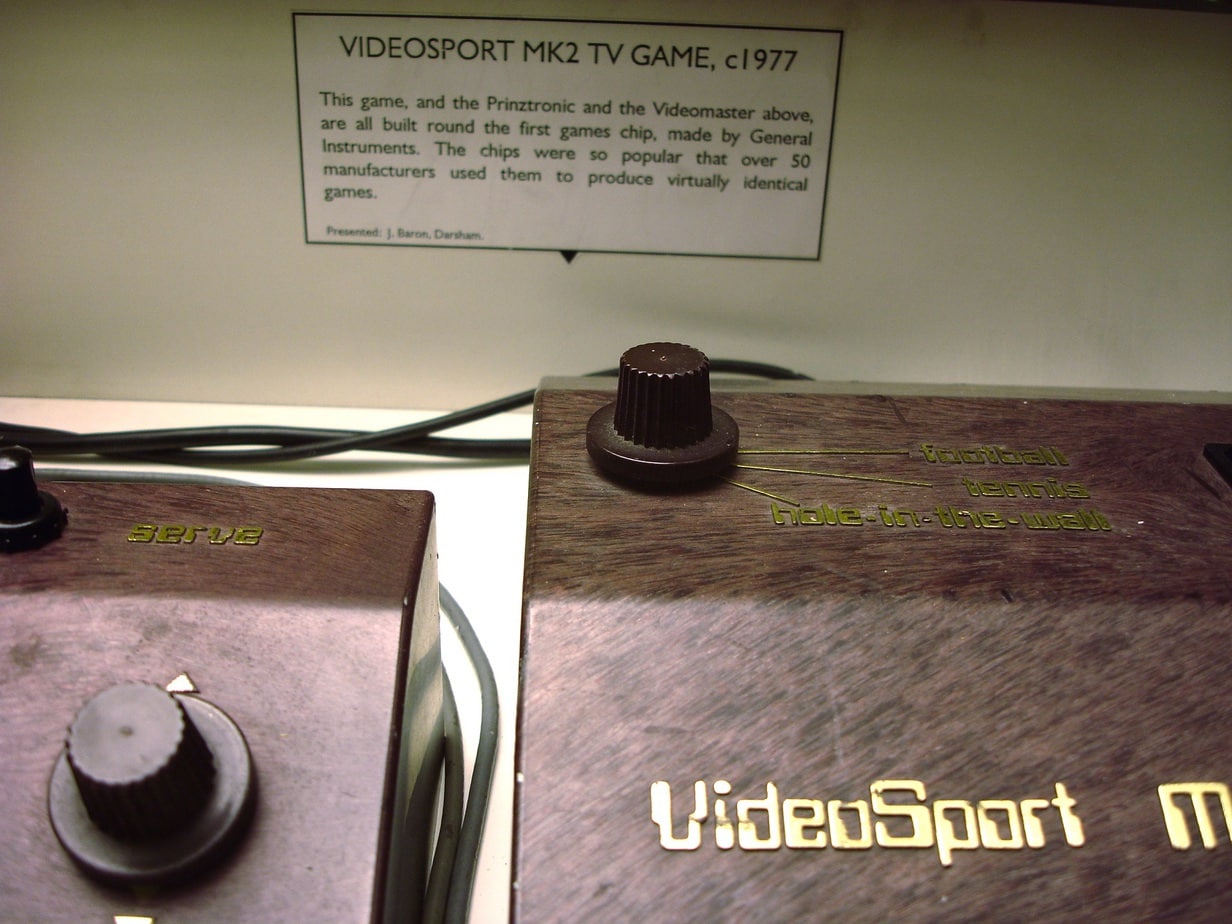 VIDEOSPORT MK2 TV GAME, c1977
This game, and the Prinztronic and the Videomaster above,
are all built round the first games chip, made by General
Instruments. The chips were so popular that over 50
manufacturers used them to produce virtually identical
games.
Presented: J. Baron, Darsham.
football
tennis
hole-in-the-wall
serve
VideoSport M